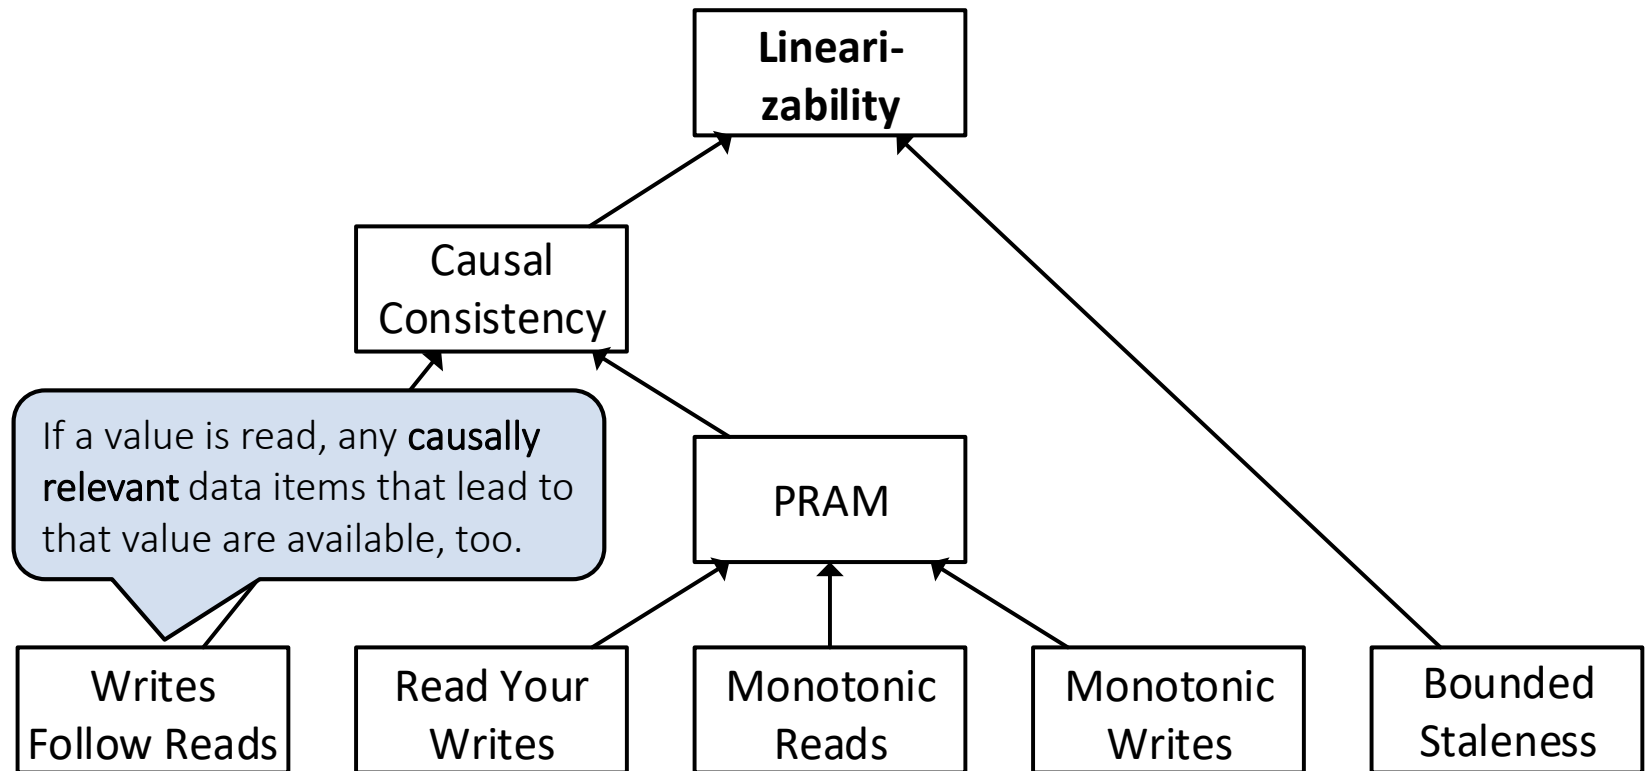 Lineari-
zability
Causal
Consistency
If a value is read, any causally
relevant data items that lead to
that value are available, too.
PRAM
Writes
Follow Reads
Read Your
Writes
Monotonic
Reads
Monotonic
Writes
Bounded
Staleness